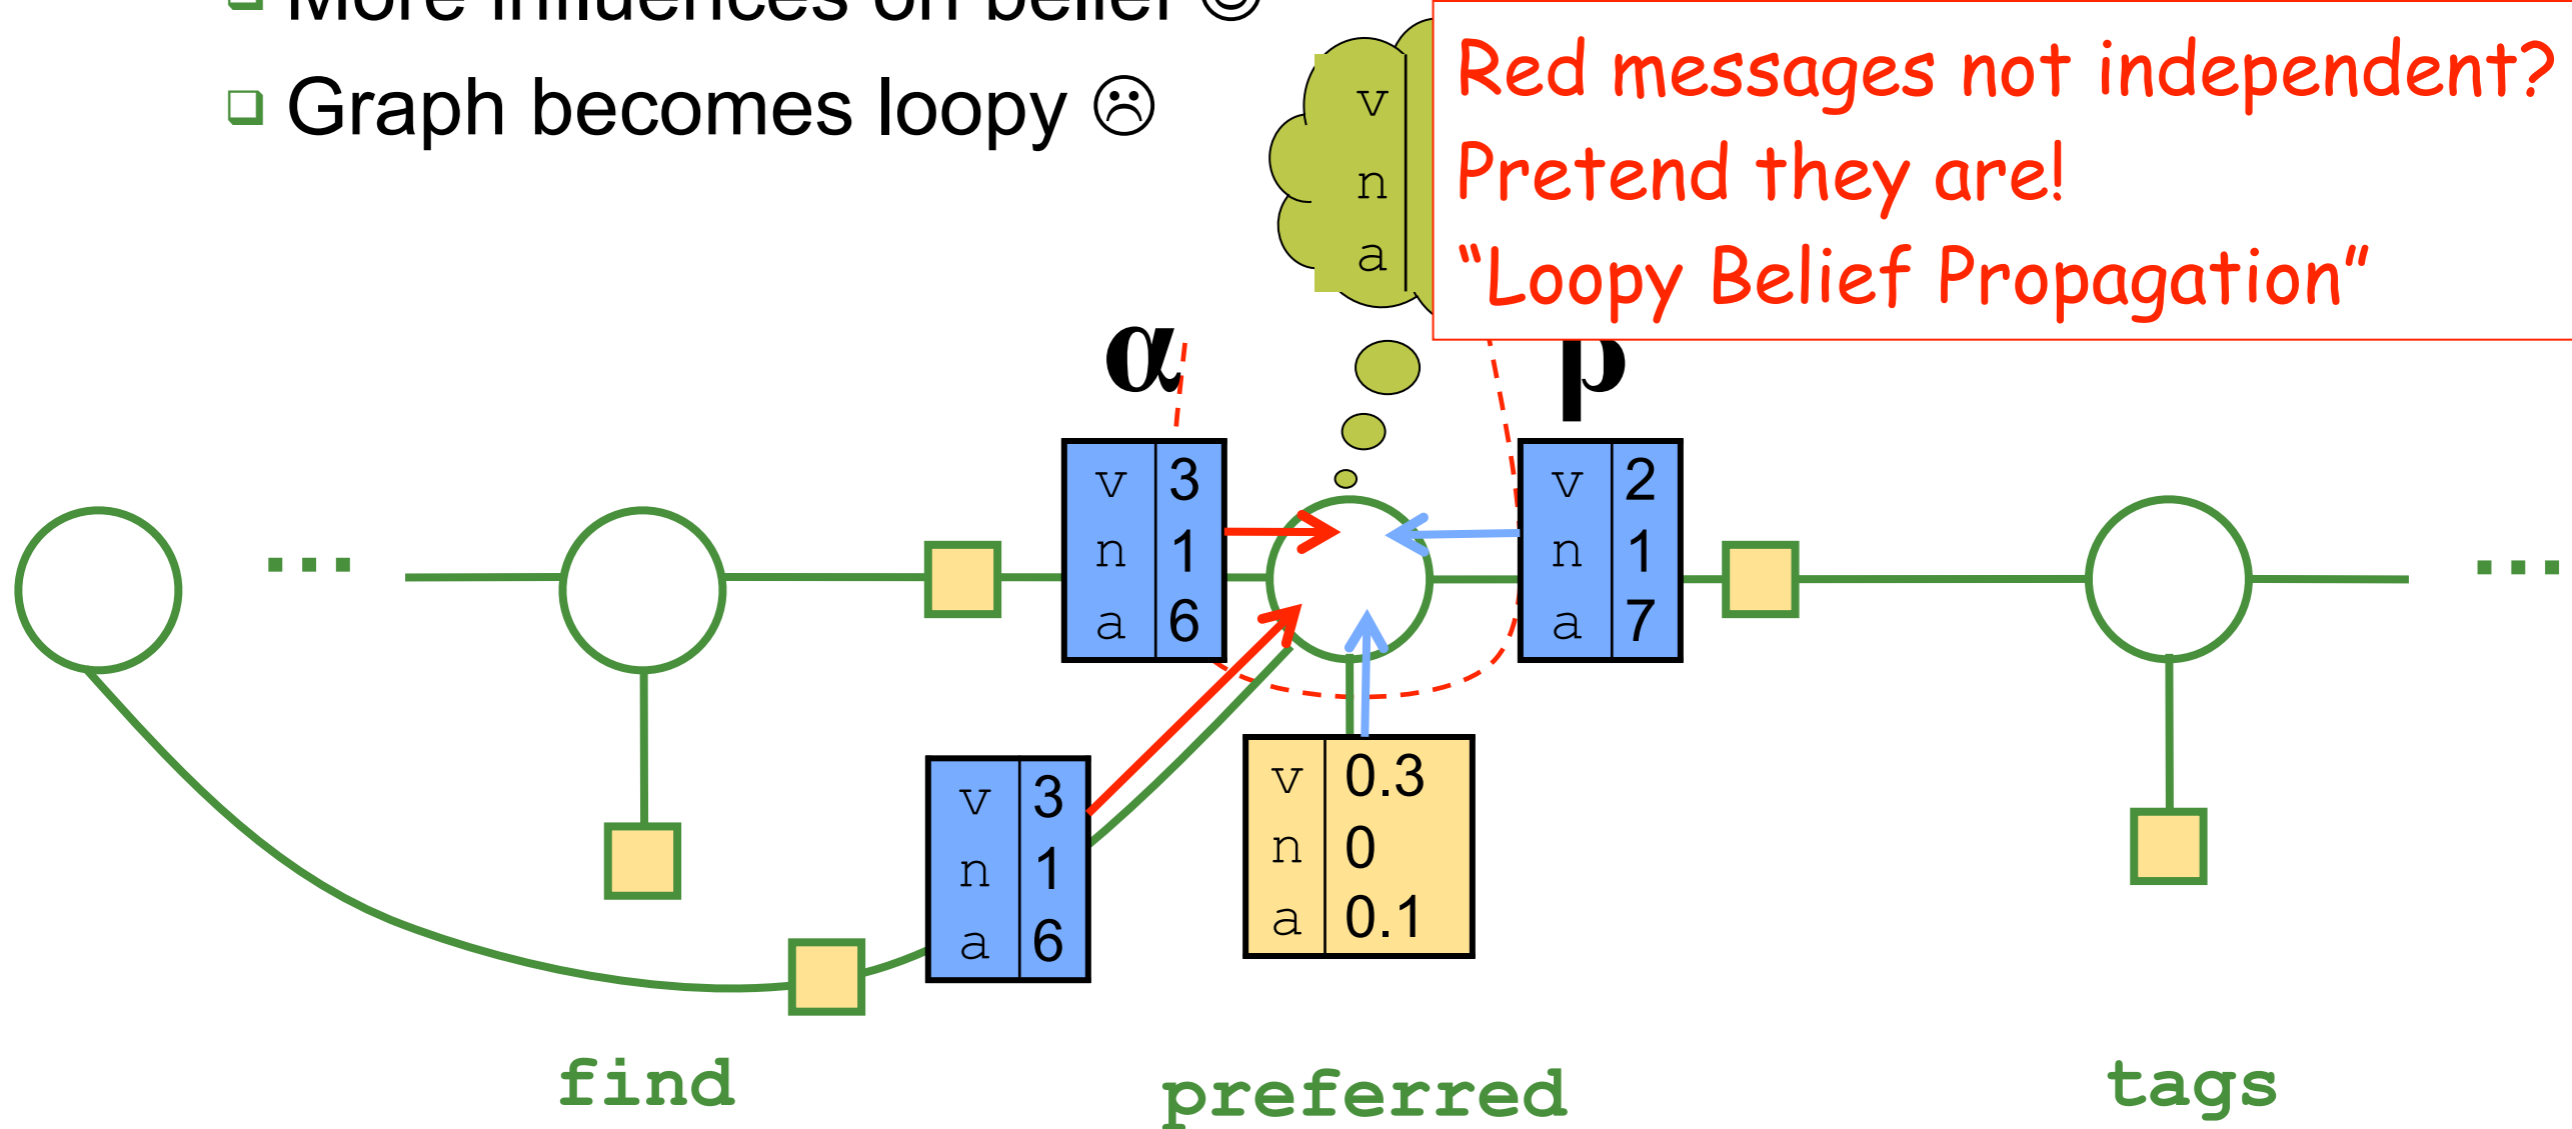 More influences on belief ☺
Graph becomes loopy ☹
Red messages not independent?
Pretend they are!
“Loopy Belief Propagation”
v
n
a
α
v 3
n 1
a 6
v 2
n 1
a 7
...
...
v 3
n 1
a 6
v 0.3
n 0
a 0.1
find
preferred
tags